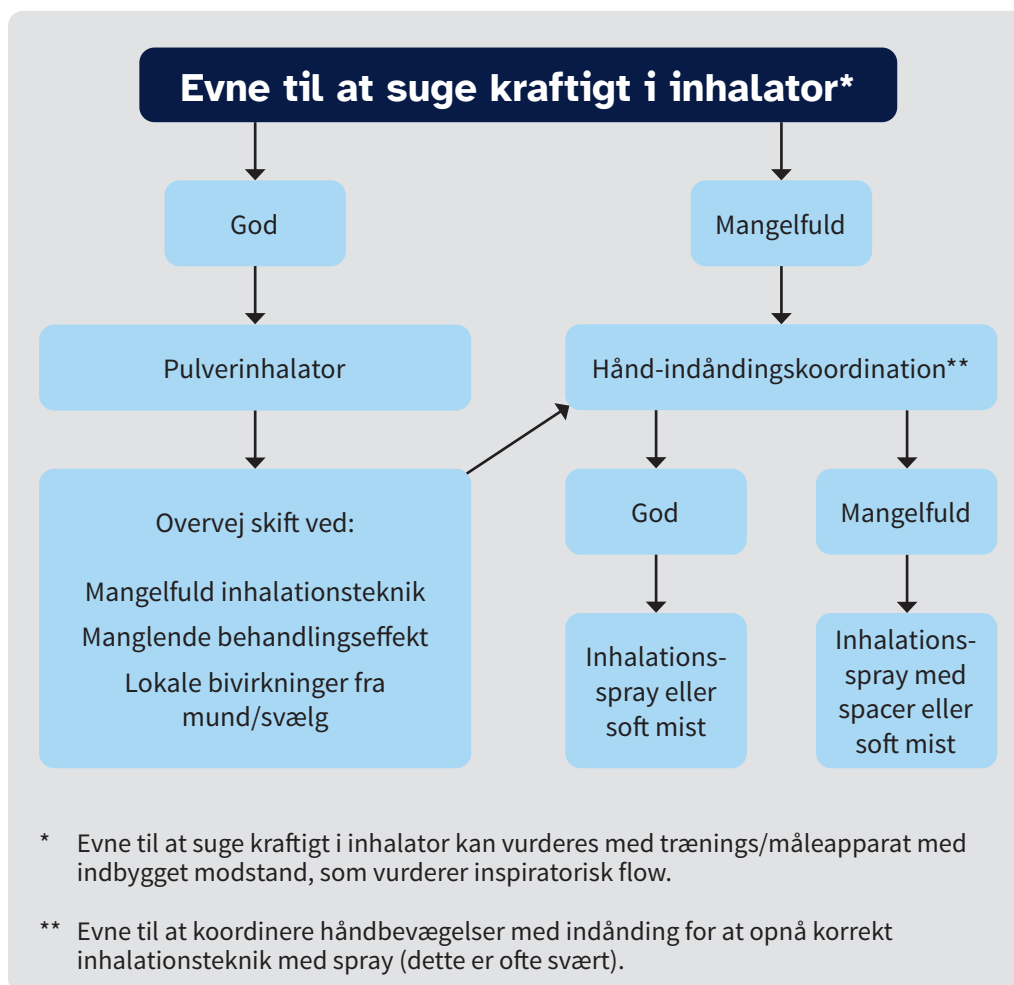 Evne til at suge kraftigt i inhalator*
God
Mangelfuld
Pulverinhalator
Hånd-indåndingskoordination**
Overvej skift ved:
Mangelfuld inhalationsteknik
Manglende behandlingseffekt
Lokale bivirkninger fra
mund/svælg
God
Mangelfuld
Inhalations-
spray eller
soft mist
Inhalations-
spray med
spacer eller
soft mist
* Evne til at suge kraftigt i inhalator kan vurderes med trænings/måleapparat med
indbygget modstand, som vurderer inspiratorisk flow.
** Evne til at koordinere håndbevægelser med indånding for at opnå korrekt
inhalationsteknik med spray (dette er ofte svært).